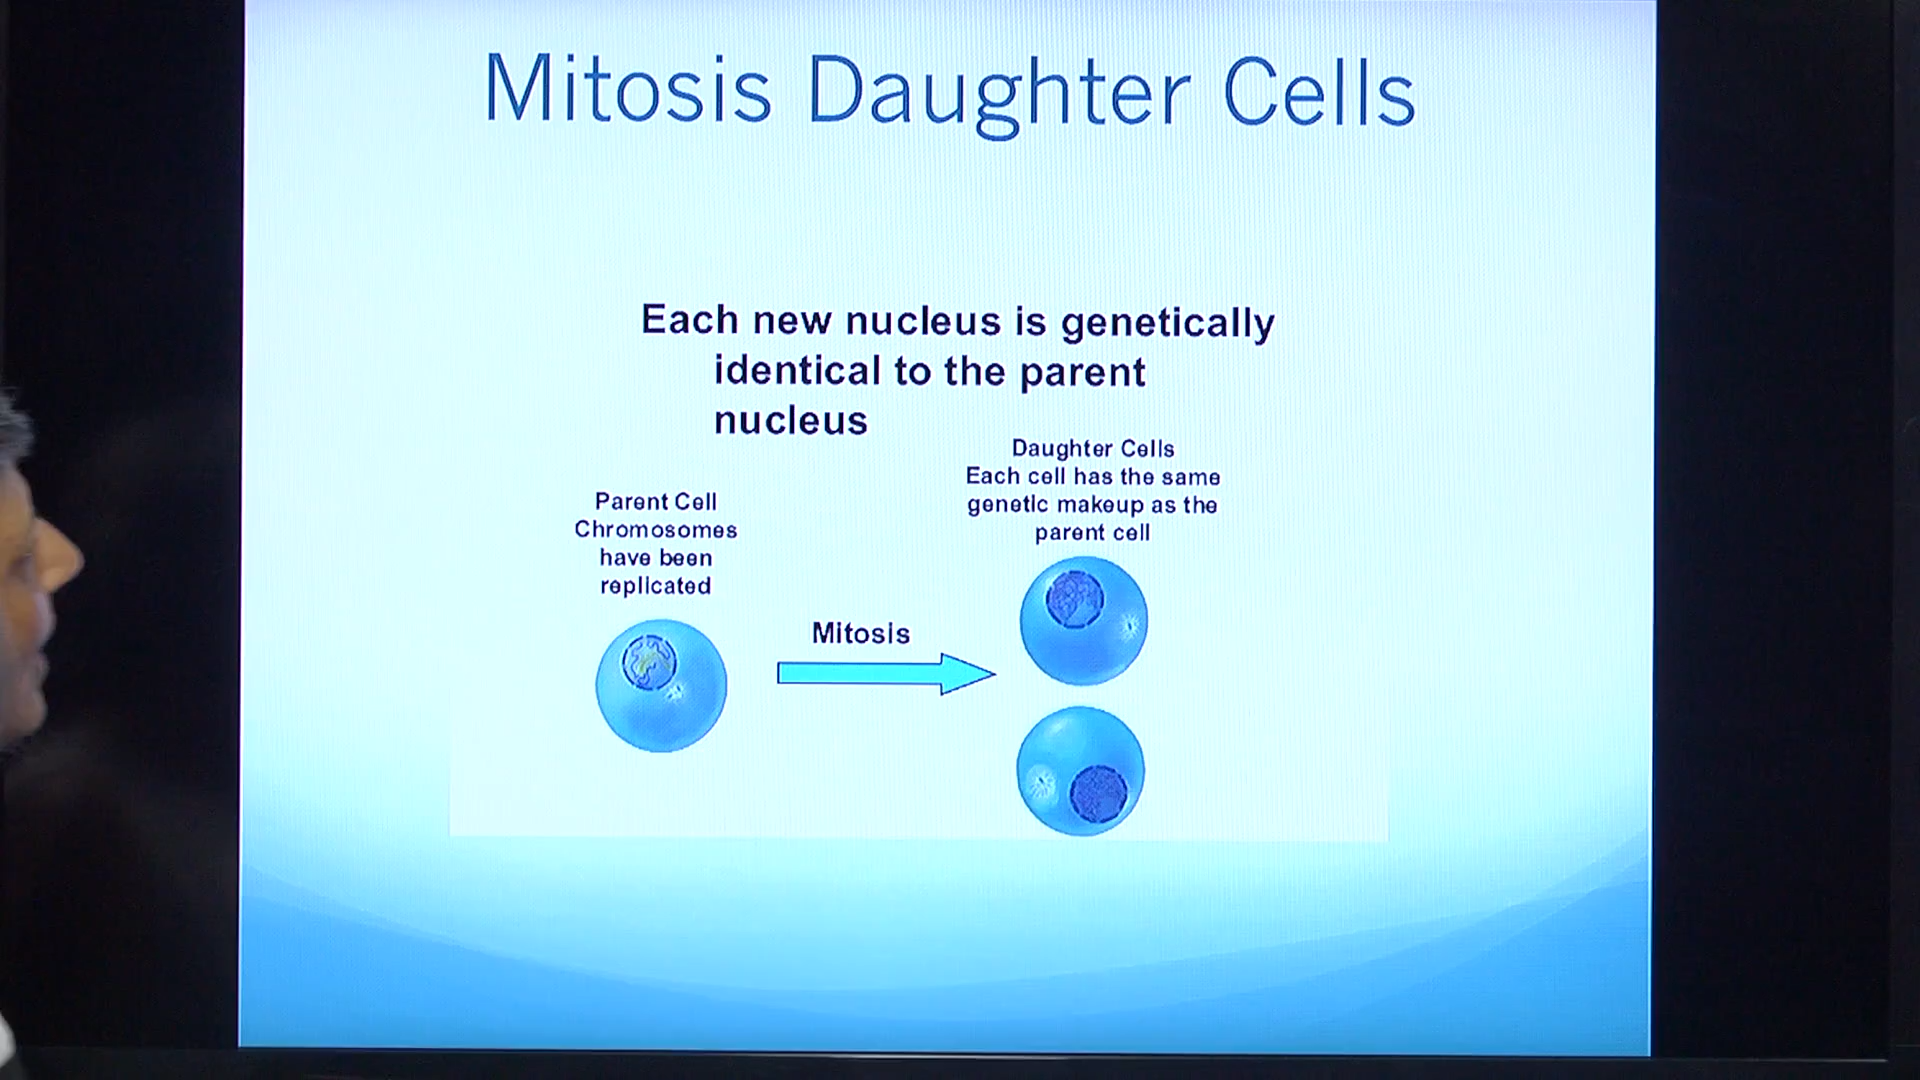 Mitosis Daughter Cells
Each new nucleus is genetically
identical to the parent
nucleus
Parent Cell
Chromosomes
have been
replicated
Mitosis
Daughter Cells
Each cell has the same
genetic makeup as the
parent cell